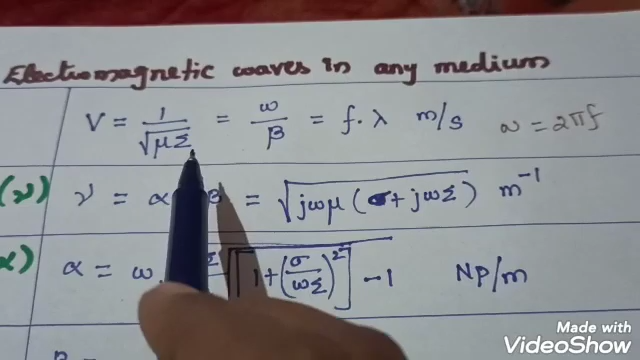 Electromagnetic waves in any medium
V = 1/√με = ω/β = f.λ m/s ω = 2πf
(γ) γ = α β = √jωμ(σ+jωε) m⁻¹
α = ω √[1+(σ/ωε)²] -1 NP/m
Made with
VideoShow